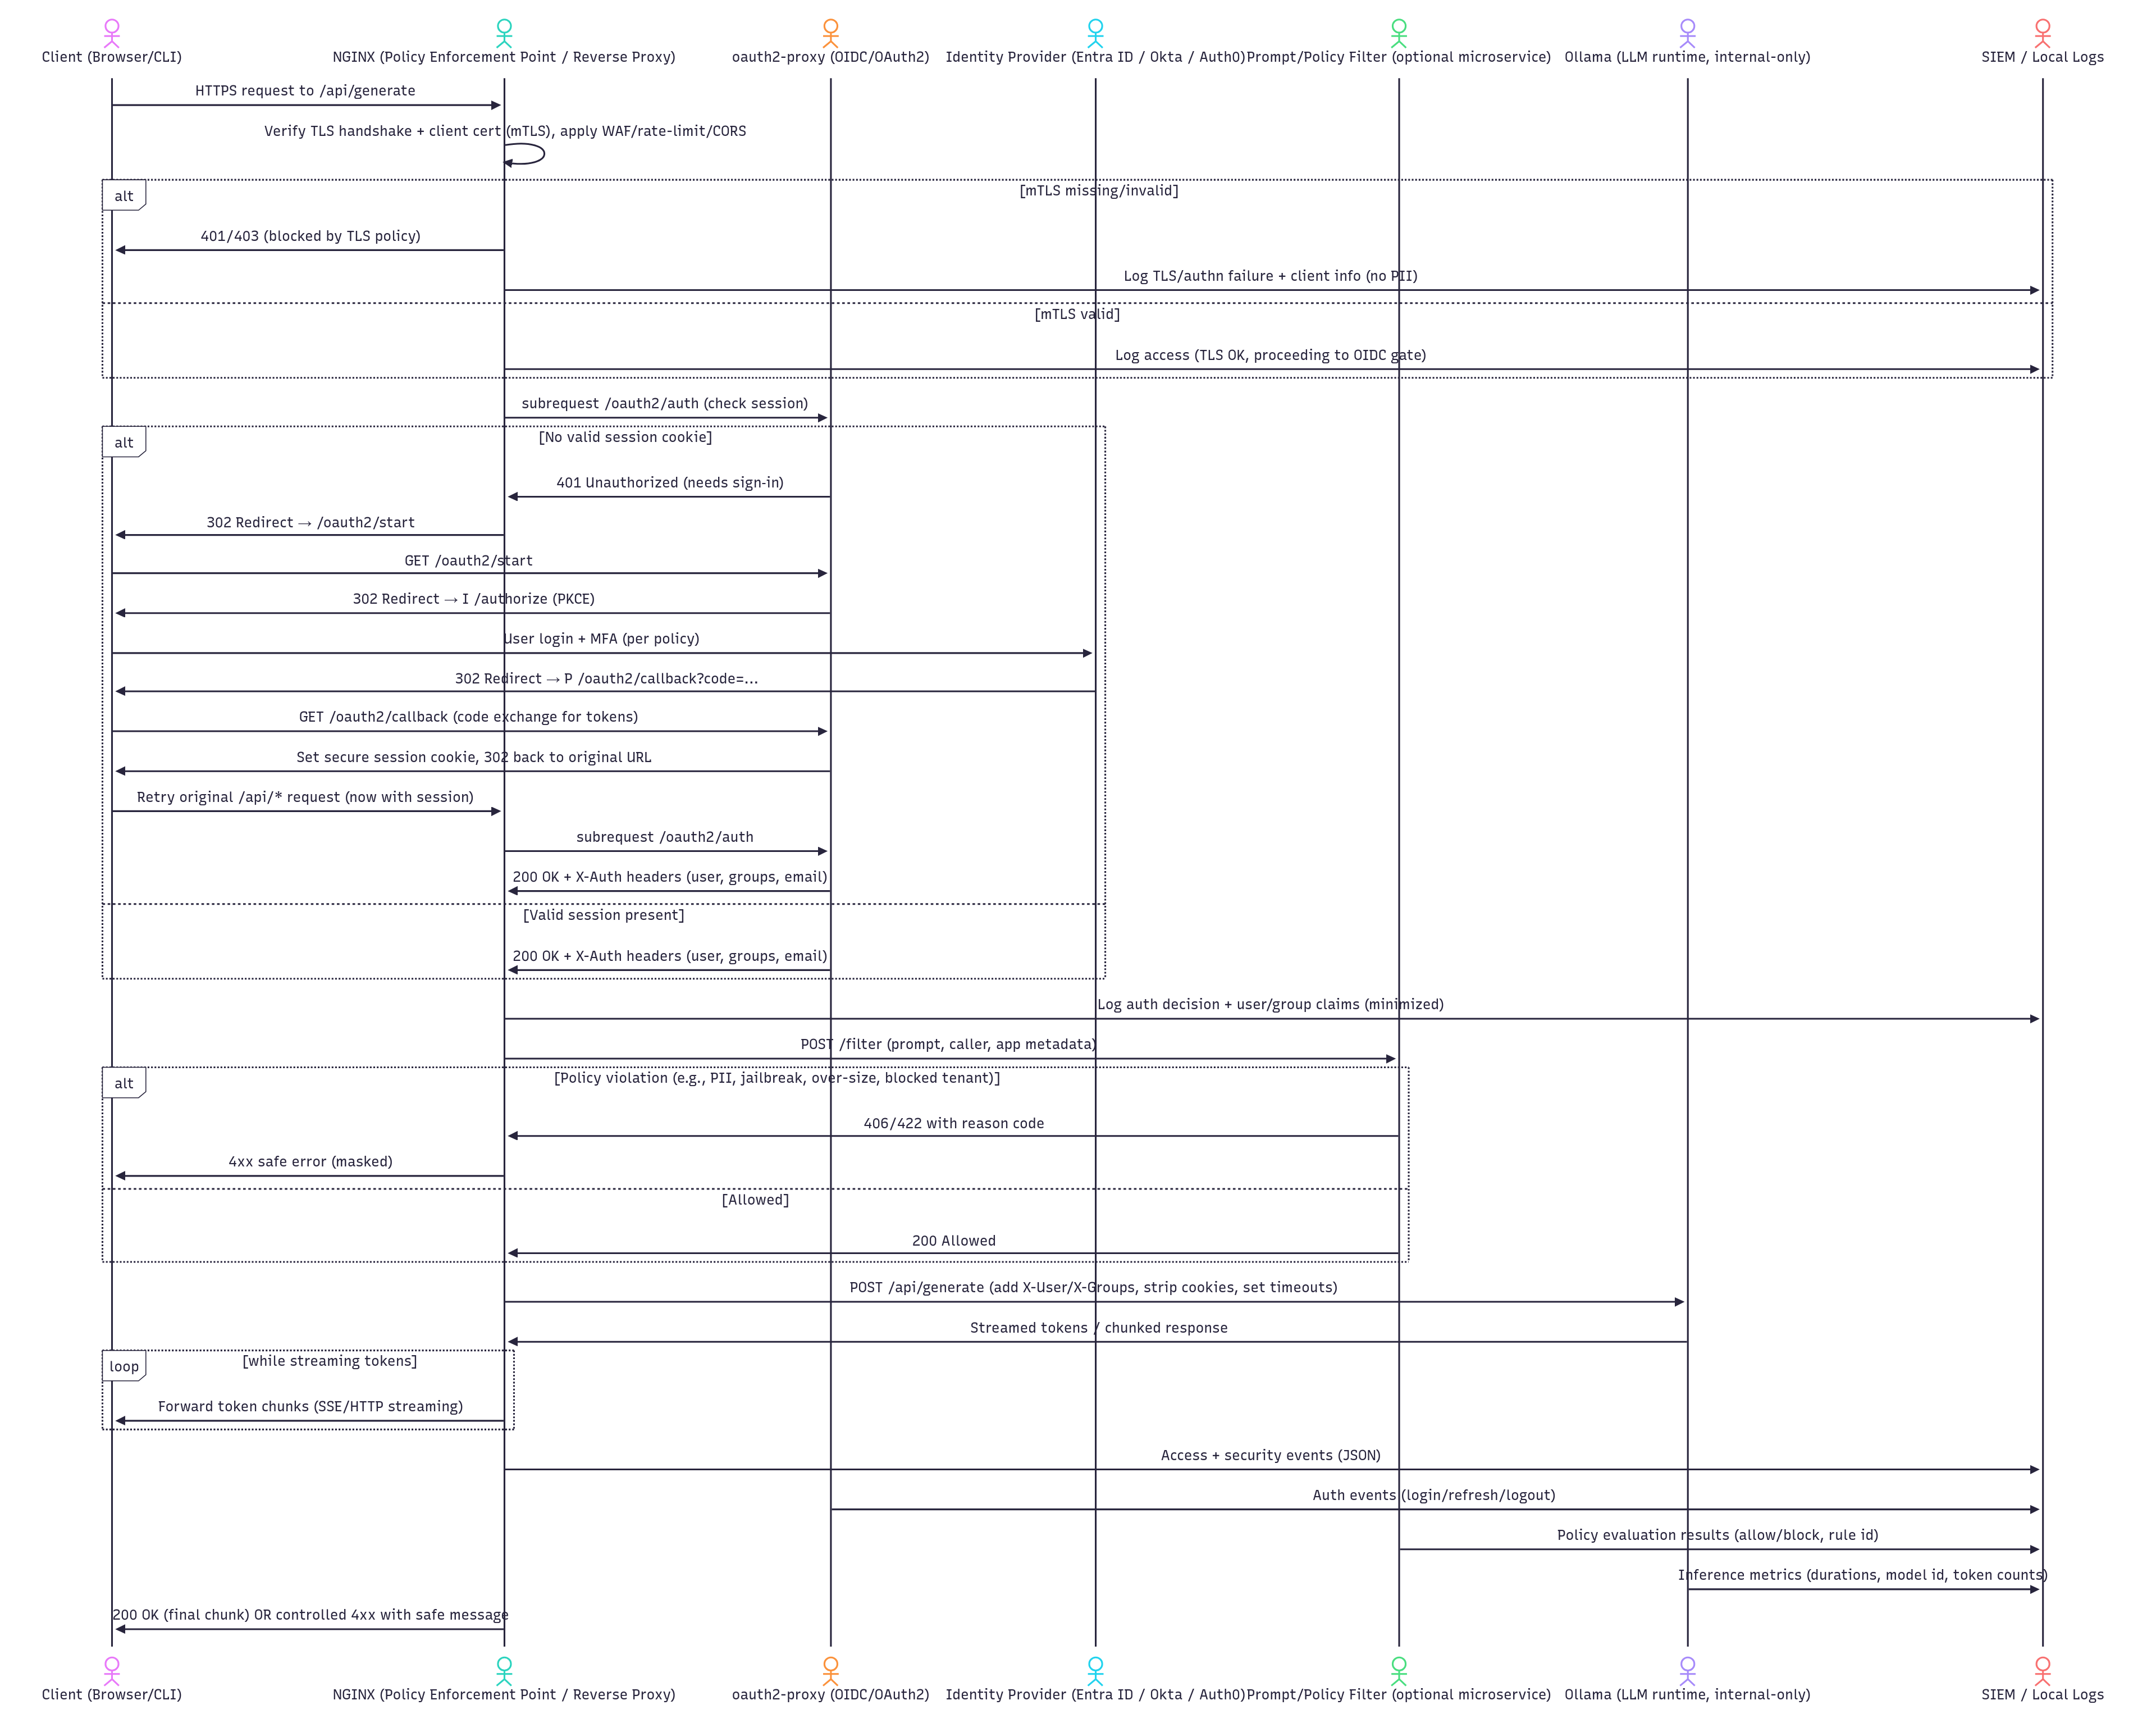 Client (Browser/CLI)
NGINX (Policy Enforcement Point / Reverse Proxy)
oauth2-proxy (OIDC/OAuth2)
Identity Provider (Entra ID / Okta / Auth0)
Prompt/Policy Filter (optional microservice)
Ollama (LLM runtime, internal-only)
SIEM / Local Logs
HTTPS request to /api/generate
Verify TLS handshake + client cert (mTLS), apply WAF/rate-limit/CORS
alt
[mTLS missing/invalid]
401/403 (blocked by TLS policy)
Log TLS/authn failure + client info (no PII)
[mTLS valid]
Log access (TLS OK, proceeding to OIDC gate)
subrequest /oauth2/auth (check session)
alt
[No valid session cookie]
401 Unauthorized (needs sign-in)
302 Redirect → /oauth2/start
GET /oauth2/start
302 Redirect → I /authorize (PKCE)
User login + MFA (per policy)
302 Redirect → P /oauth2/callback?code=...
GET /oauth2/callback (code exchange for tokens)
Set secure session cookie, 302 back to original URL
Retry original /api/* request (now with session)
subrequest /oauth2/auth
200 OK + X-Auth headers (user, groups, email)
[Valid session present]
200 OK + X-Auth headers (user, groups, email)
Log auth decision + user/group claims (minimized)
POST /filter (prompt, caller, app metadata)
alt
[Policy violation (e.g., PII, jailbreak, over-size, blocked tenant)]
406/422 with reason code
4xx safe error (masked)
[Allowed]
200 Allowed
POST /api/generate (add X-User/X-Groups, strip cookies, set timeouts)
Streamed tokens / chunked response
loop
[while streaming tokens]
Forward token chunks (SSE/HTTP streaming)
Access + security events (JSON)
Auth events (login/refresh/logout)
Policy evaluation results (allow/block, rule id)
Inference metrics (durations, model id, token counts)
200 OK (final chunk) OR controlled 4xx with safe message
Client (Browser/CLI)
NGINX (Policy Enforcement Point / Reverse Proxy)
oauth2-proxy (OIDC/OAuth2)
Identity Provider (Entra ID / Okta / Auth0)
Prompt/Policy Filter (optional microservice)
Ollama (LLM runtime, internal-only)
SIEM / Local Logs